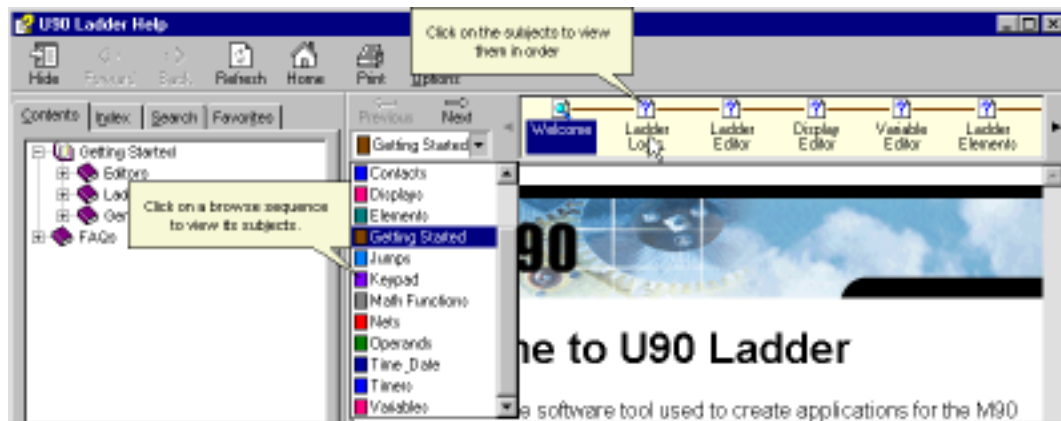 U90 Ladder Help
Click on the subjects to view
them in order
Hide Forward Back Refresh Home Print Options
Contents Index Search Favorites
Previous Next
Getting Started
Welcome
Ladder
Logic
Ladder
Editor
Display
Editor
Variable
Editor
Ladder
Elements
Getting Started
Editors
FAQs
Click on a browse sequence
to view its subjects.
Contacts
Displays
Elements
Getting Started
Jumps
Keypad
Math Functions
Nets
Operands
Time_Date
Timers
Variables
90
to U90 Ladder
software tool used to create applications for the M90